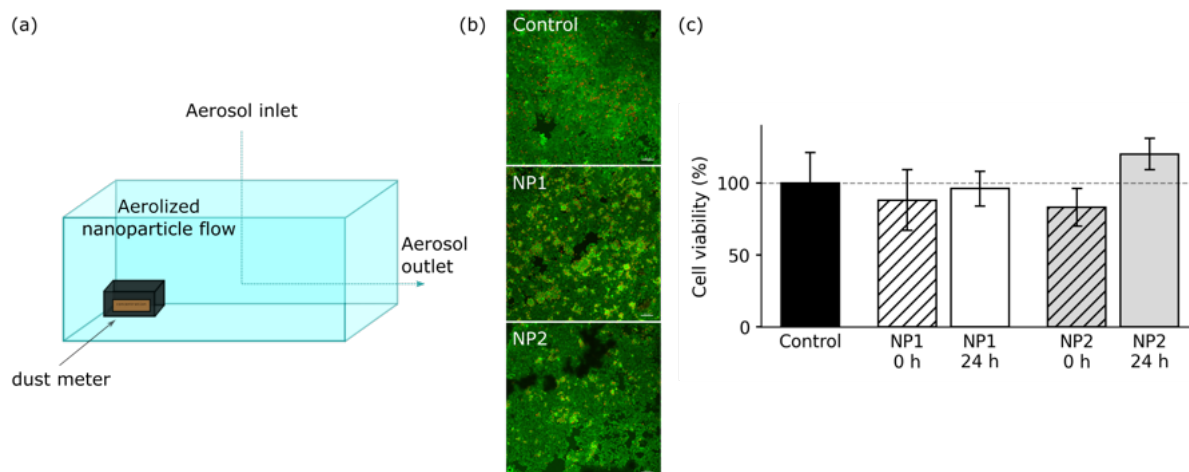 (a)
Aerosol inlet
Aerolized
nanoparticle flow
Aerosol
outlet
dust meter
(b)
Control
NP1
NP2
(c)
Cell viability (%)
100
50
0
Control
NP1
0 h
NP1
24 h
NP2
0 h
NP2
24 h